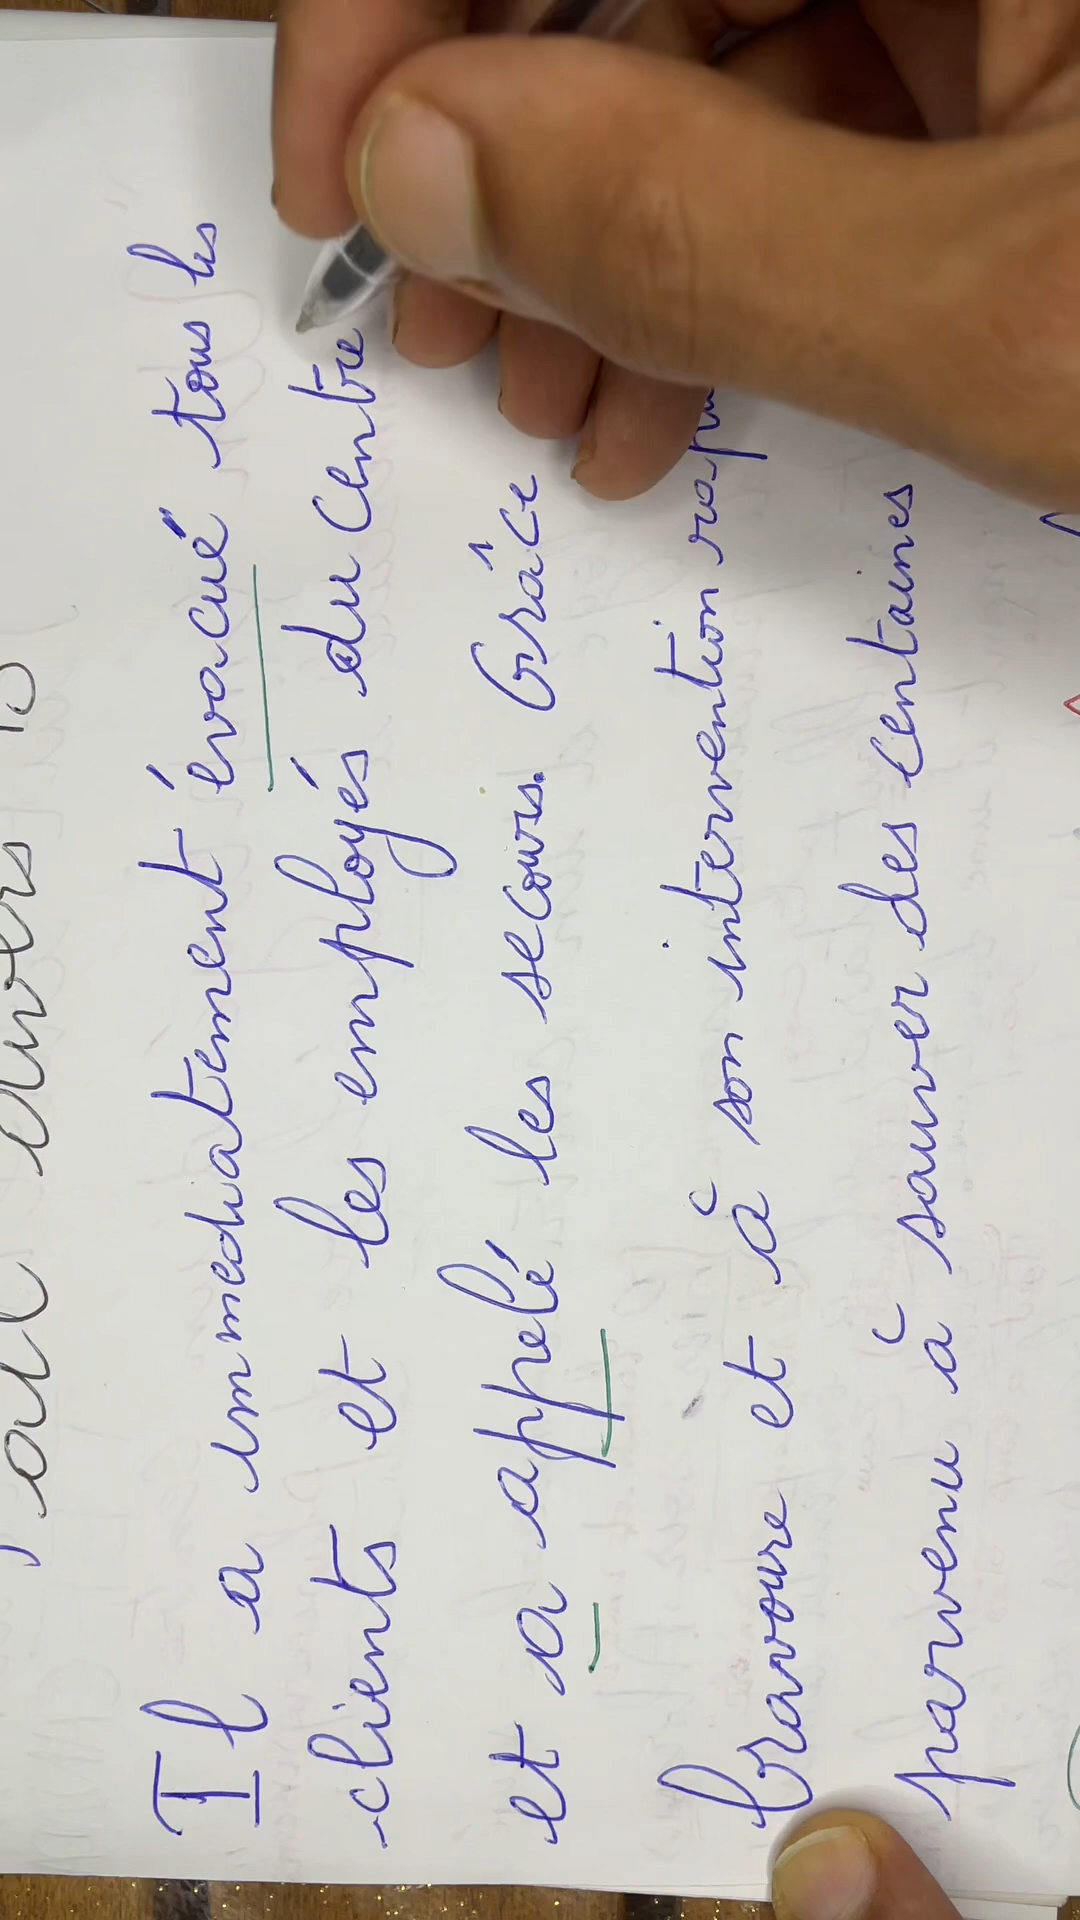 Il a immediatement évacué tous les
clients et les employés du centre
et a appelé les secours. Grâce
bravoure et à son intervention
parvenu à sauver des centaines